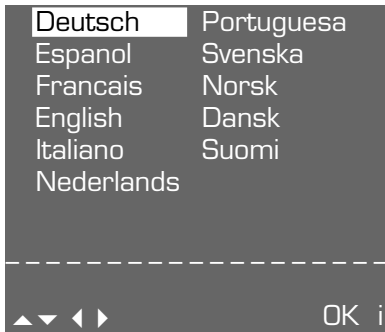 Deutsch Portuguesa
Espanol Svenska
Francais Norsk
English Dansk
Italiano Suomi
Nederlands
OK i